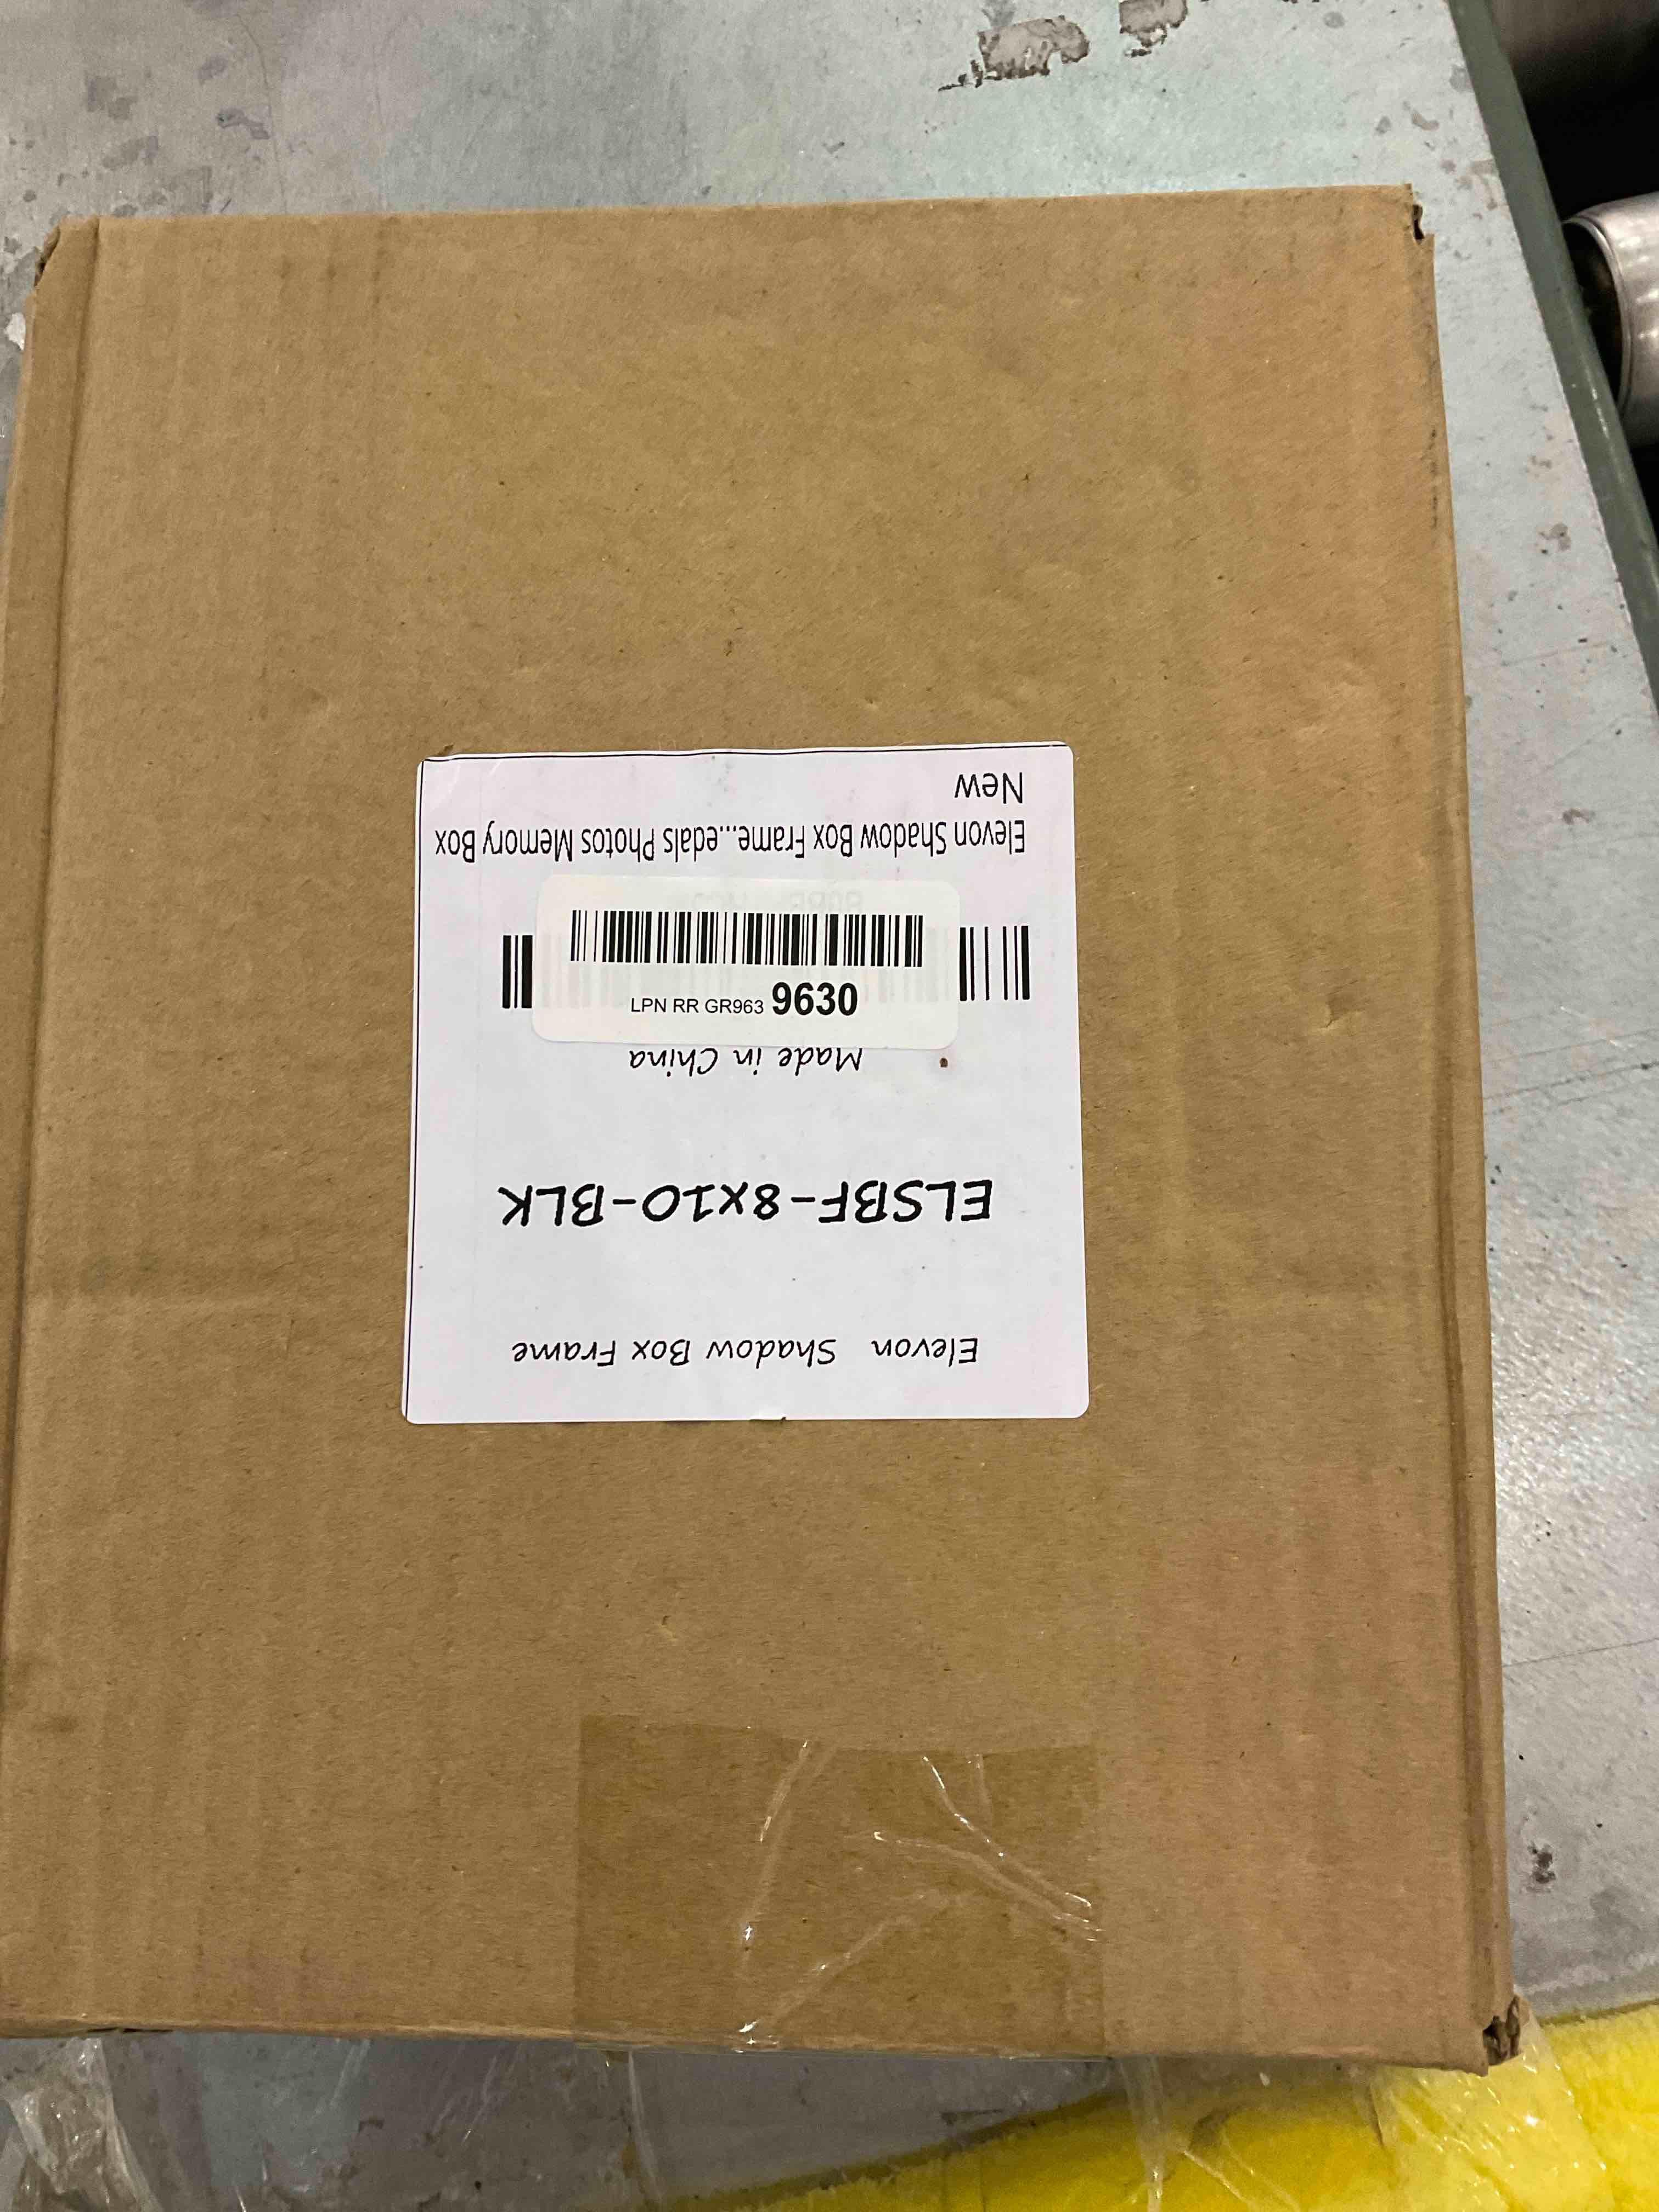 Elevon Shadow Box Frame
ELSBF-8x10-BLK
Made in China
LPN RR GR963 9630
Elevon Shadow Box Frame...edals Photos Memory Box
New